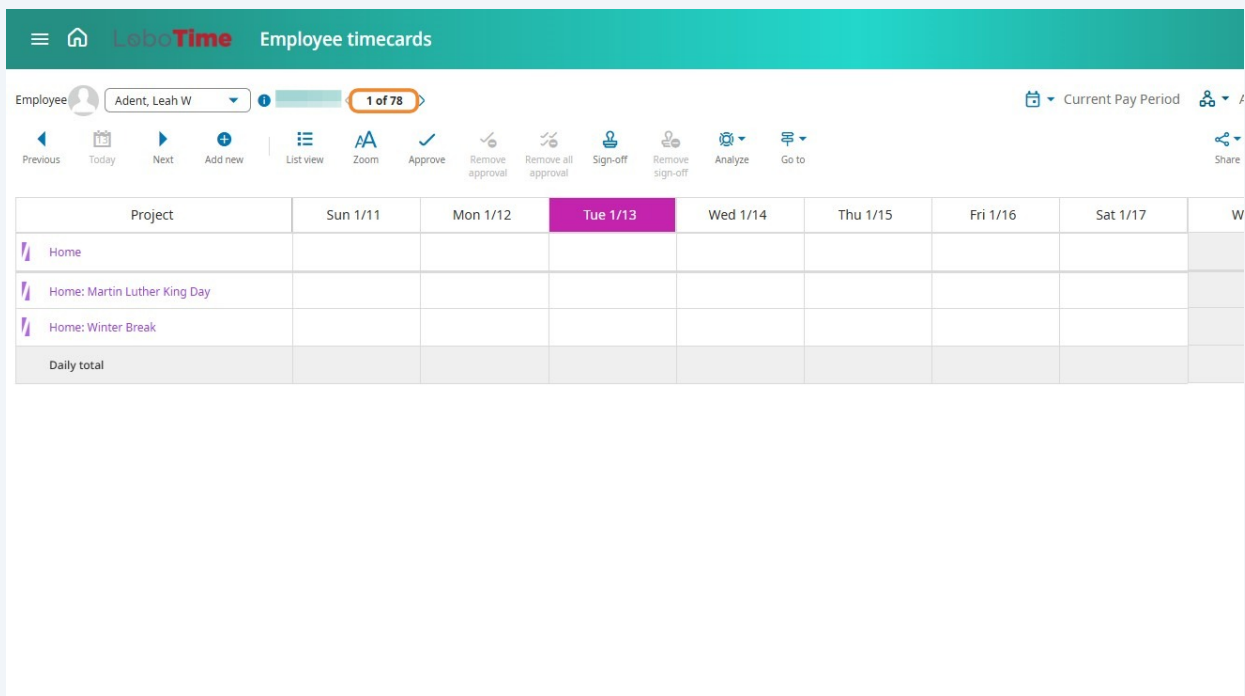 LoboTime Employee timecards
Employee Adent, Leah W 1 of 78 Current Pay Period
Previous Today Next Add new List view Zoom Approve Remove approval Remove all approval Sign-off Remove sign-off Analyze Go to Share
Project Sun 1/11 Mon 1/12 Tue 1/13 Wed 1/14 Thu 1/15 Fri 1/16 Sat 1/17
Home
Home: Martin Luther King Day
Home: Winter Break
Daily total